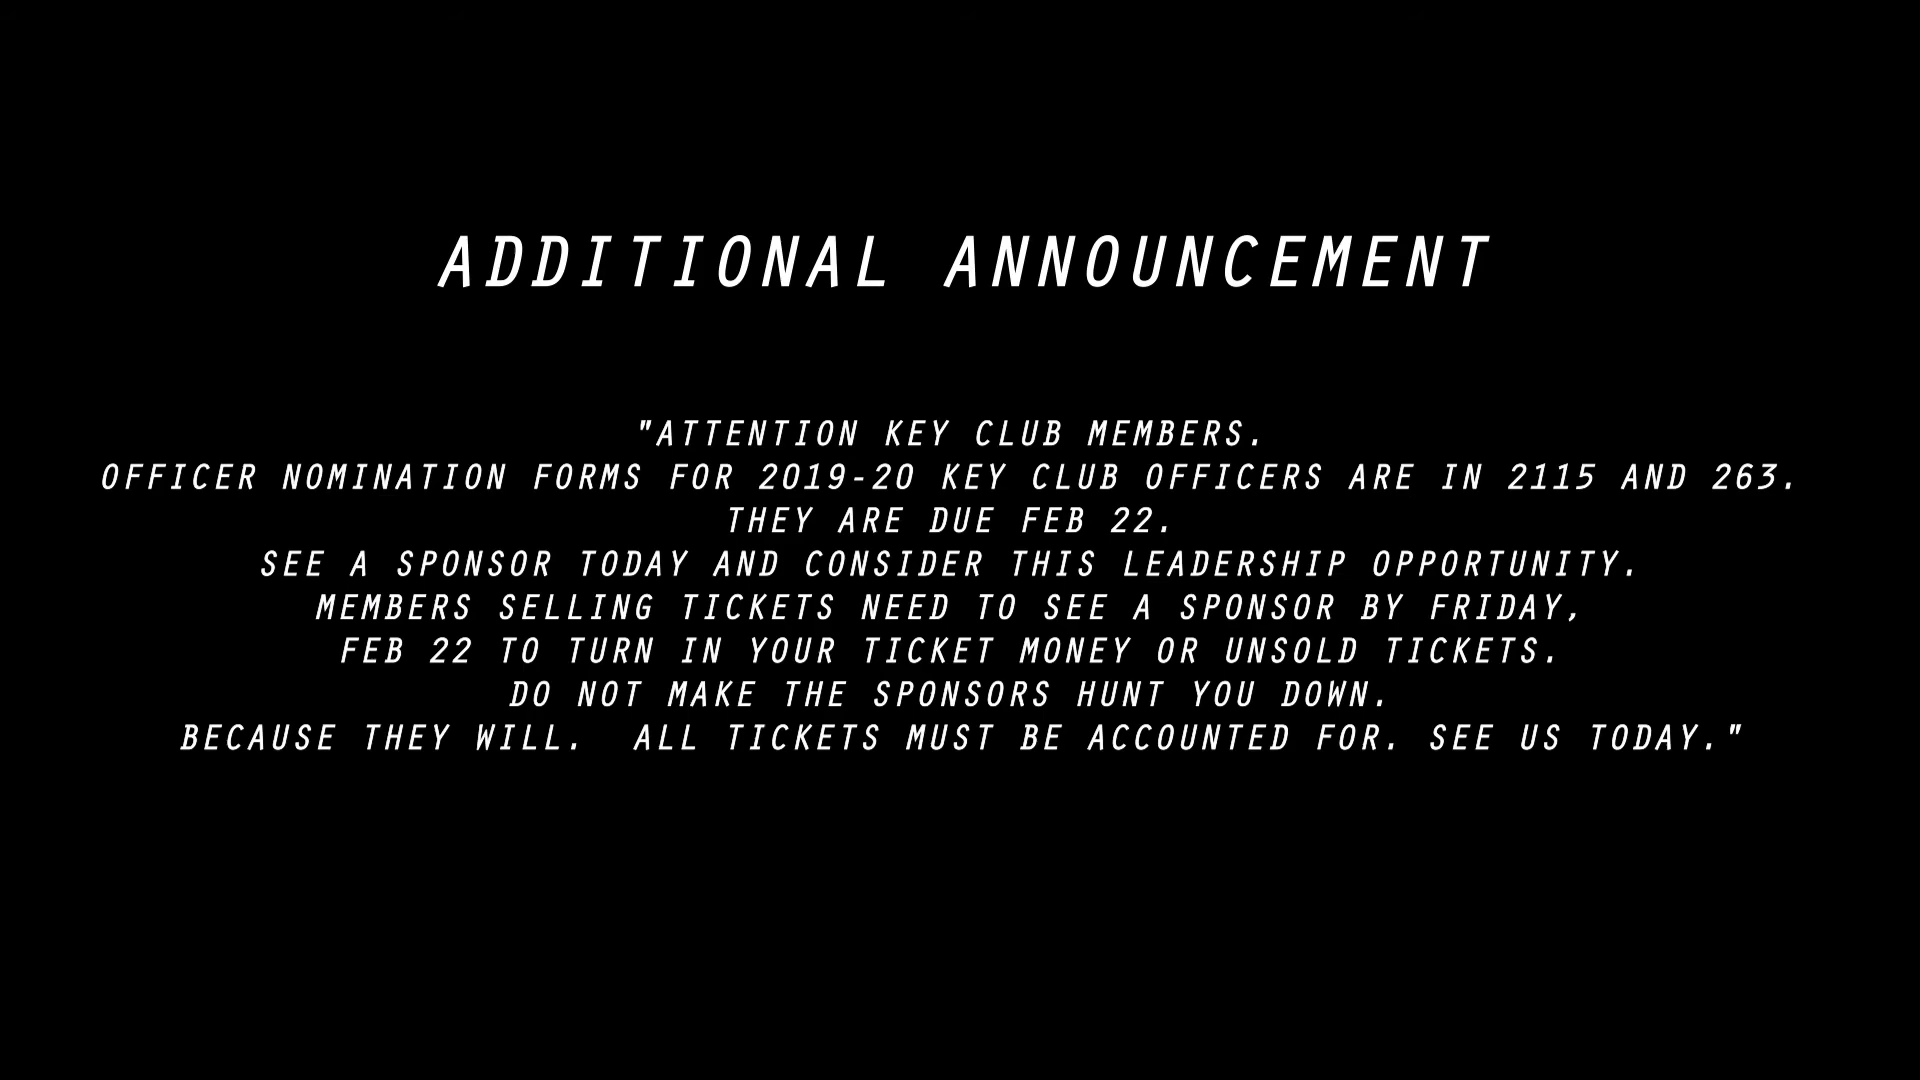 ADDITIONAL ANNOUNCEMENT
"ATTENTION KEY CLUB MEMBERS.
OFFICER NOMINATION FORMS FOR 2019-20 KEY CLUB OFFICERS ARE IN 2115 AND 263.
THEY ARE DUE FEB 22.
SEE A SPONSOR TODAY AND CONSIDER THIS LEADERSHIP OPPORTUNITY.
MEMBERS SELLING TICKETS NEED TO SEE A SPONSOR BY FRIDAY,
FEB 22 TO TURN IN YOUR TICKET MONEY OR UNSOLD TICKETS.
DO NOT MAKE THE SPONSORS HUNT YOU DOWN.
BECAUSE THEY WILL.  ALL TICKETS MUST BE ACCOUNTED FOR. SEE US TODAY."